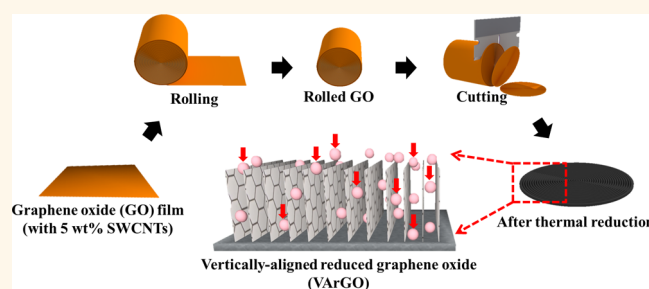 Rolling
Rolled GO
Cutting
Graphene oxide (GO) film
(with 5 wt% SWCNTs)
After thermal reduction
Vertically-aligned reduced graphene oxide
(VArGO)